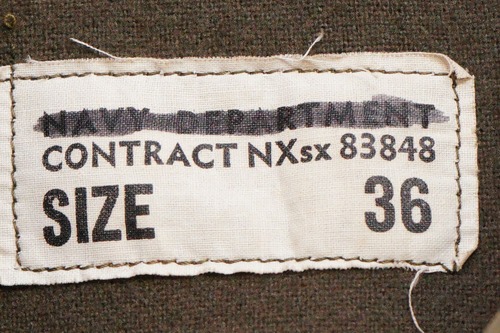 NAVY DEPARTMENT
CONTRACT NXsx 83848
SIZE 36